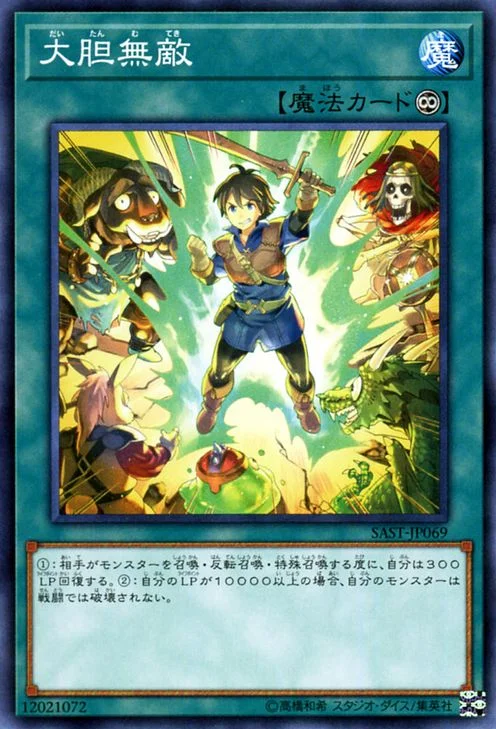 大胆無敵
魔
【魔法カード∞】
SAST-JP069
①：相手がモンスターを召喚・反転召喚・特殊召喚する度に、自分は３００
LP回復する。②：自分のLPが１００００以上の場合、自分のモンスターは
戦闘では破壊されない。
12021072
©高橋和希 スタジオ・ダイス/集英社